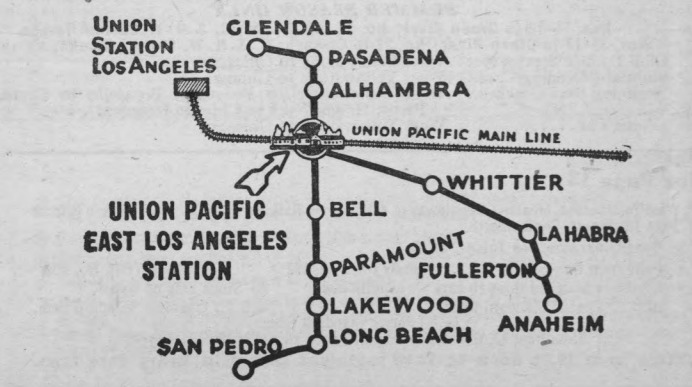 UNION
STATION
LOS ANGELES
GLENDALE
PASADENA
ALHAMBRA
UNION PACIFIC MAIN LINE
WHITTIER
UNION PACIFIC
EAST LOS ANGELES
STATION
BELL
LA HABRA
PARAMOUNT
FULLERTON
LAKEWOOD
ANAHEIM
LONG BEACH
SAN PEDRO